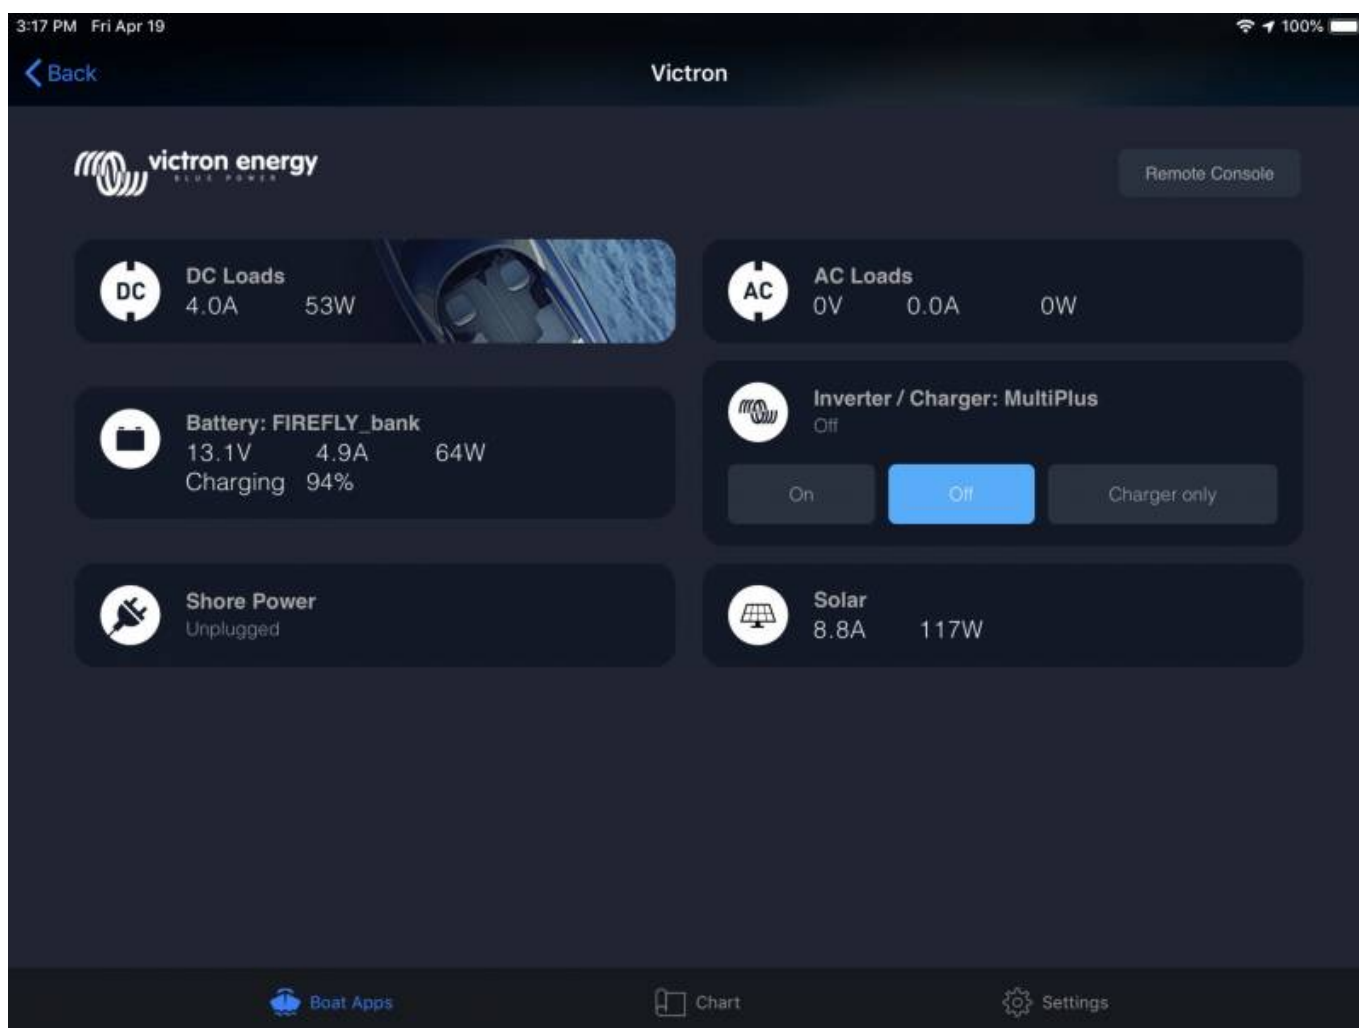 3:17 PM Fri Apr 19
100%
Back
Victron
victron energy
BLUE POWER
Remote Console
DC
DC Loads
4.0A 53W
AC
AC Loads
0V 0.0A 0W
Battery: FIREFLY_bank
13.1V 4.9A 64W
Charging 94%
Inverter / Charger: MultiPlus
Off
On Off Charger only
Shore Power
Unplugged
Solar
8.8A 117W
Boat Apps Chart Settings